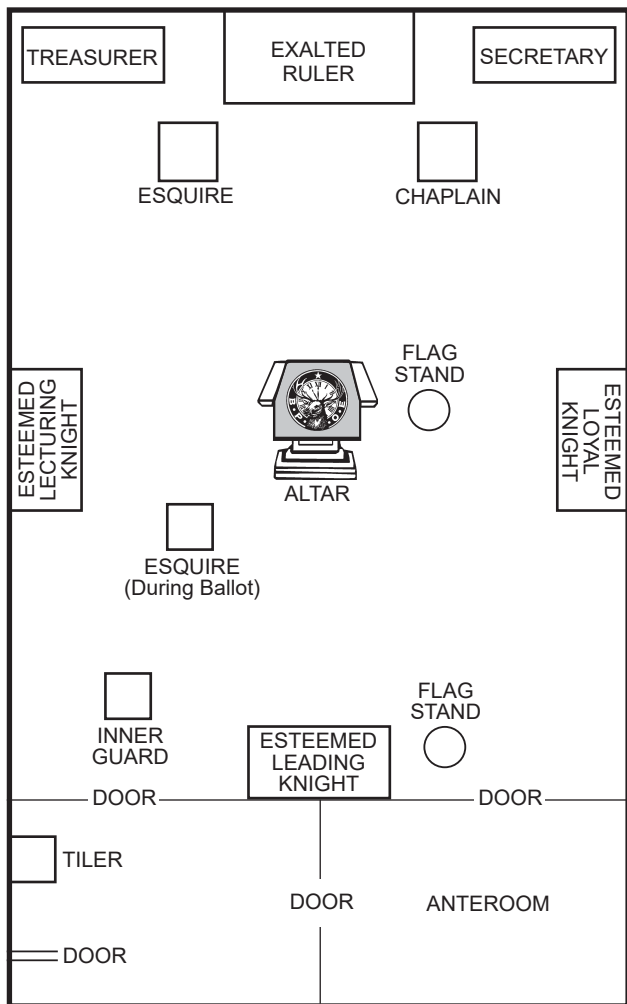 TREASURER
EXALTED
RULER
SECRETARY
ESQUIRE
CHAPLAIN
FLAG
STAND
ESTEEMED
LECTURING
KNIGHT
ESTEEMED
LOYAL
KNIGHT
ALTAR
ESQUIRE
(During Ballot)
INNER
GUARD
ESTEEMED
LEADING
KNIGHT
FLAG
STAND
DOOR
DOOR
TILER
DOOR
ANTEROOM
DOOR